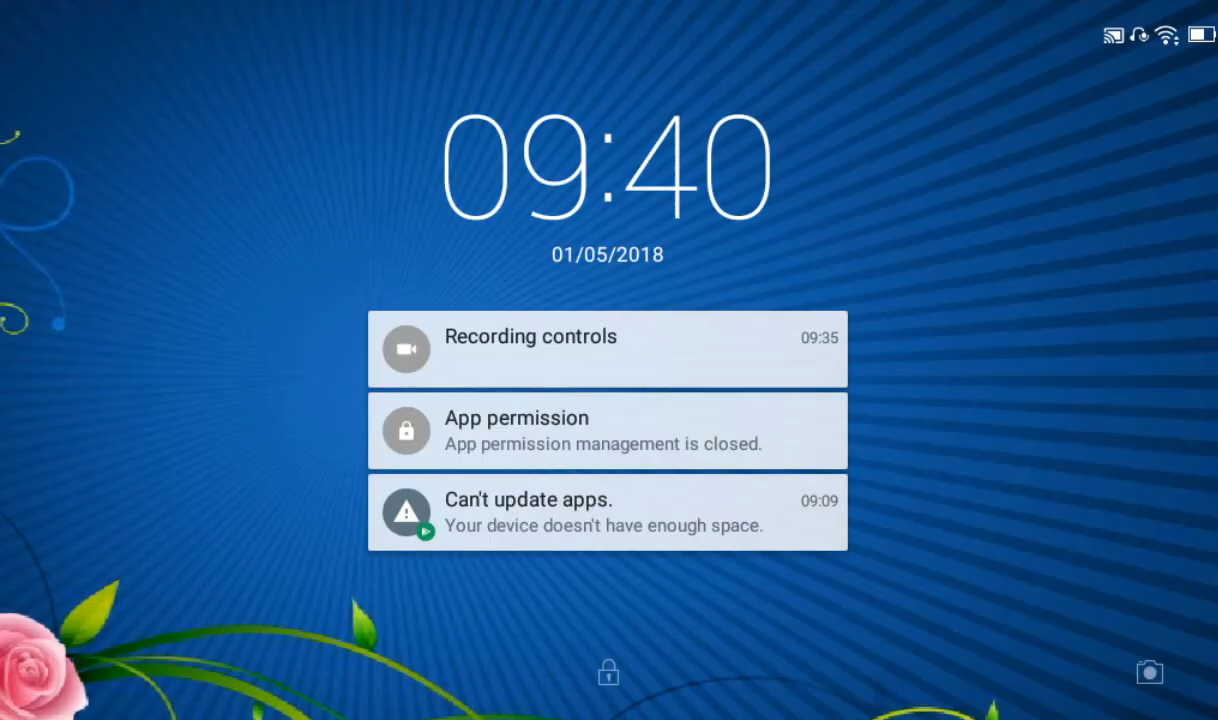 09:40
01/05/2018
Recording controls 09:35
App permission
App permission management is closed.
Can't update apps. 09:09
Your device doesn't have enough space.